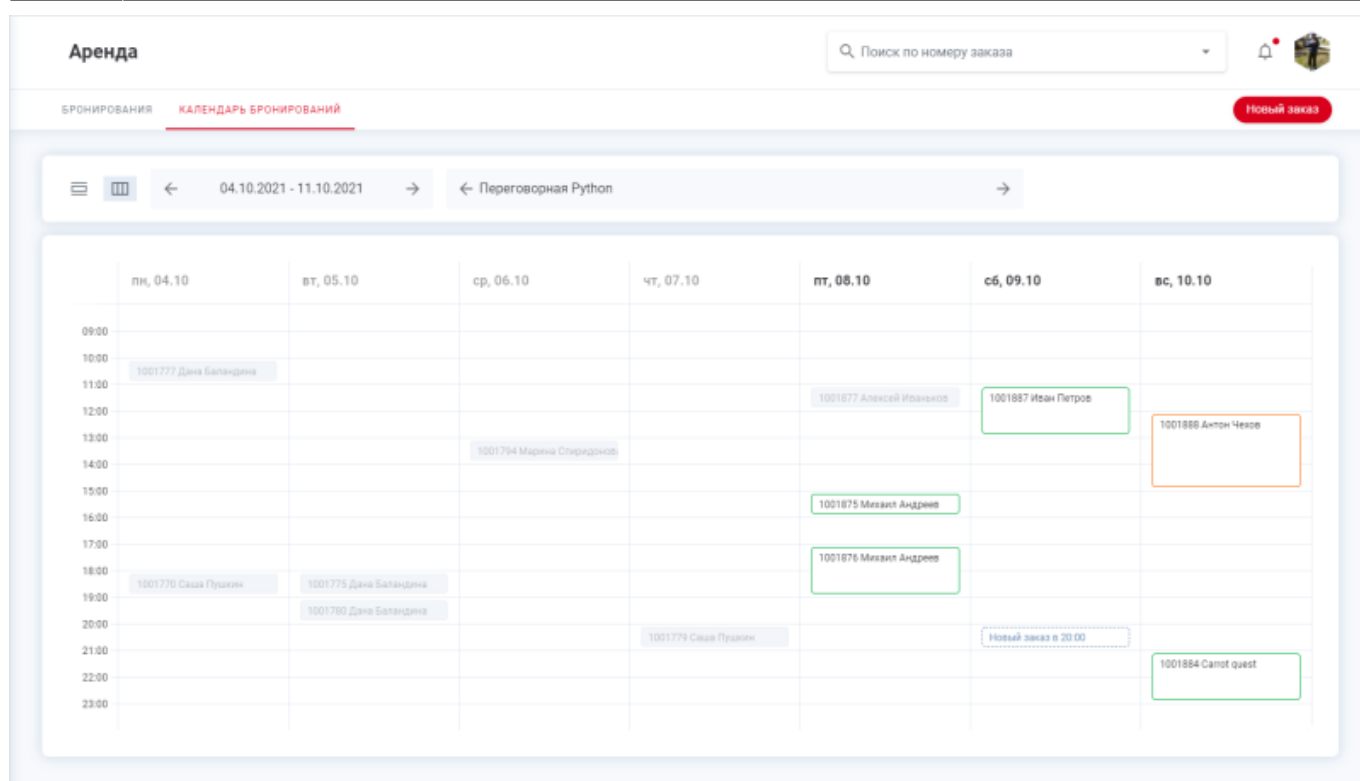 Аренда
Поиск по номеру заказа
БРОНИРОВАНИЯ КАЛЕНДАРЬ БРОНИРОВАНИЙ Новый заказ
04.10.2021 - 11.10.2021 Переговорная Python
пн, 04.10 вт, 05.10 ср, 06.10 чт, 07.10 пт, 08.10 сб, 09.10 вс, 10.10
09:00
10:00
1001777 Дана Баландина
11:00
1001877 Алексей Иваньков 1001887 Иван Петров
12:00
1001888 Антон Чехов
13:00
1001794 Марина Спиридонов
14:00
15:00
1001875 Михаил Андреев
16:00
17:00
1001876 Михаил Андреев
18:00
1001770 Саша Пушкин 1001775 Дана Баландина
19:00
1001780 Дана Баландина
20:00
1001779 Саша Пушкин Новый заказ в 20:00
21:00
1001884 Carrot quest
22:00
23:00